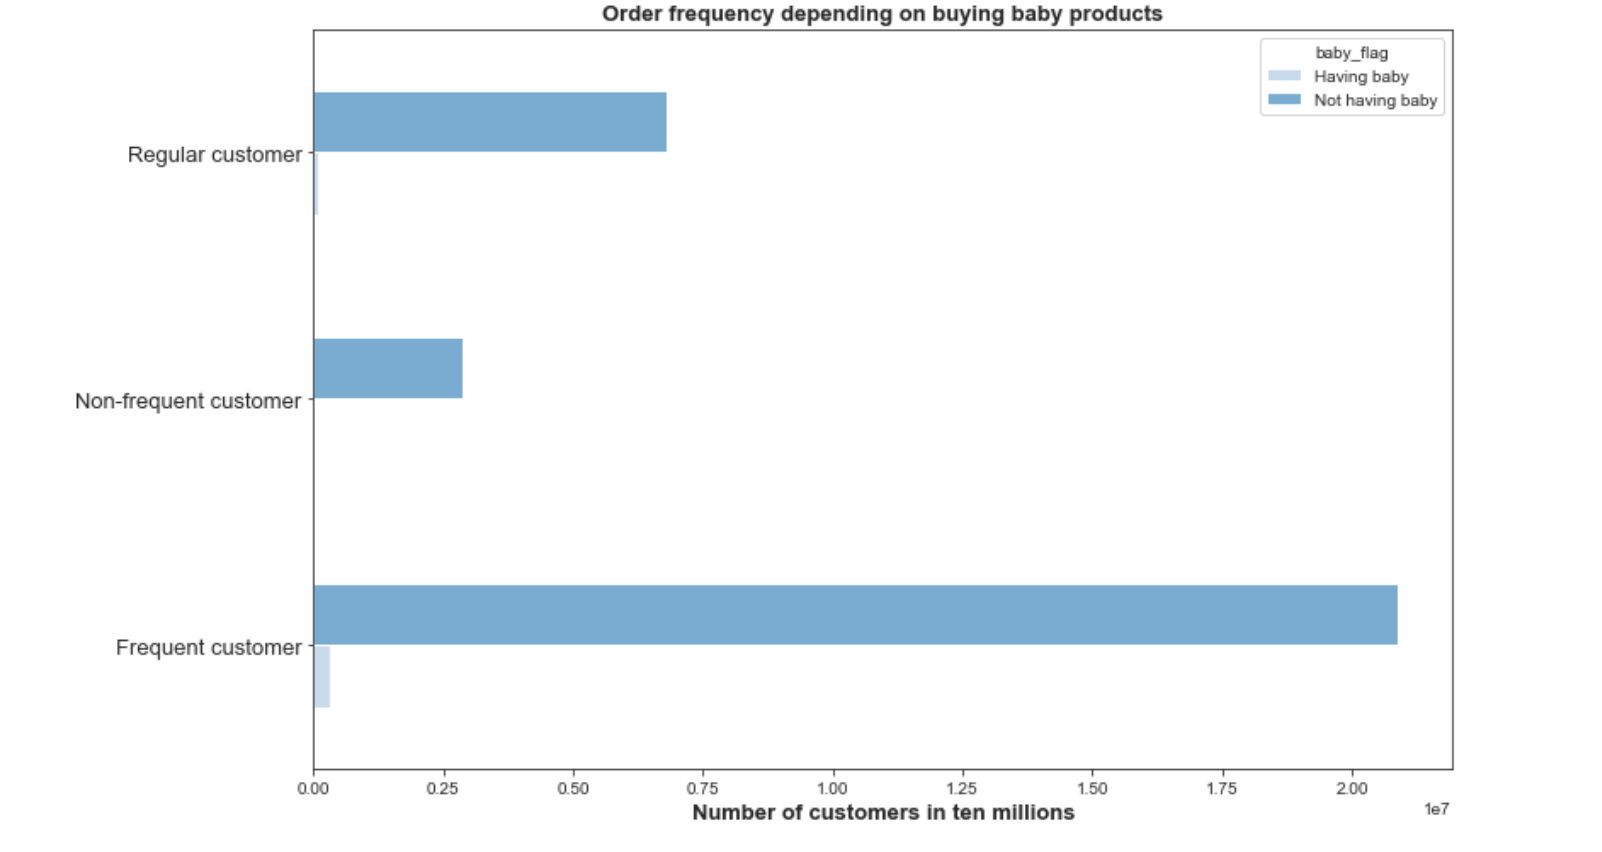 Order frequency depending on buying baby products
baby_flag
Having baby
Not having baby
Regular customer
Non-frequent customer
Frequent customer
0.00 0.25 0.50 0.75 1.00 1.25 1.50 1.75 2.00
1e7
Number of customers in ten millions